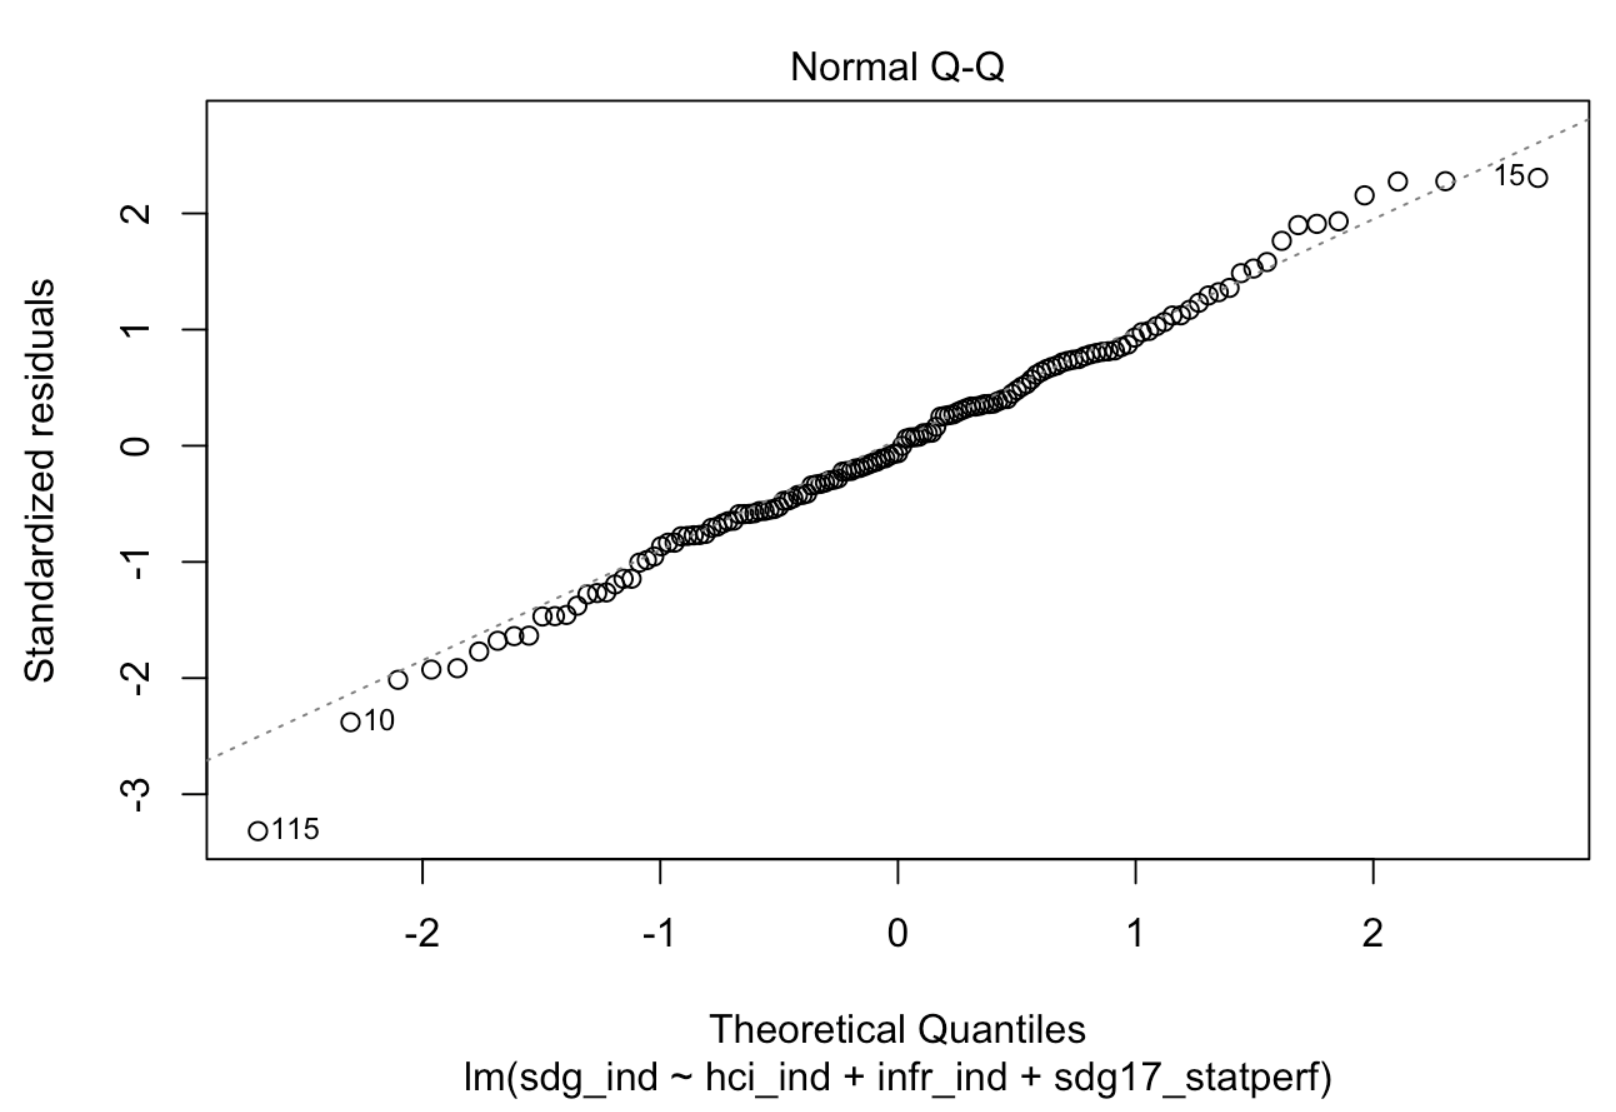 Normal Q-Q
Standardized residuals
2
1
0
-1
-2
-3
15
10
115
-2 -1 0 1 2
Theoretical Quantiles
lm(sdg_ind ~ hci_ind + infr_ind + sdg17_statperf)